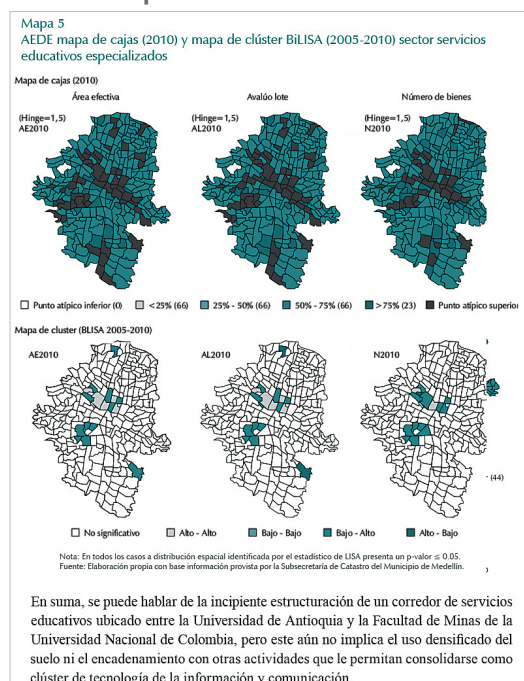 Mapa 5
AEDE mapa de cajas (2010) y mapa de clúster BiLISA (2005-2010) sector servicios
educativos especializados
Mapa de cajas (2010)
Área efectiva
Avalúo lote
Número de bienes
(Hinge=1,5)
AE2010
(Hinge=1,5)
AL2010
(Hinge=1,5)
N2010
Punto atípico inferior (0) <25% (66) 25% - 50% (66) 50% - 75% (66) >75% (23) Punto atípico superior
Mapa de cluster (BLISA 2005-2010)
AE2010
AL2010
N2010
(44)
No significativo Alto - Alto Bajo - Bajo Bajo - Alto Alto - Bajo
Nota: En todos los casos a distribución espacial identificada por el estadístico de LISA presenta un p-valor ≤ 0.05.
Fuente: Elaboración propia con base información provista por la Subsecretaría de Catastro del Municipio de Medellín.
En suma, se puede hablar de la incipiente estructuración de un corredor de servicios
educativos ubicado entre la Universidad de Antioquia y la Facultad de Minas de la
Universidad Nacional de Colombia, pero este aún no implica el uso densificado del
suelo ni el encadenamiento con otras actividades que le permitan consolidarse como
clúster de tecnología de la información y comunicación.